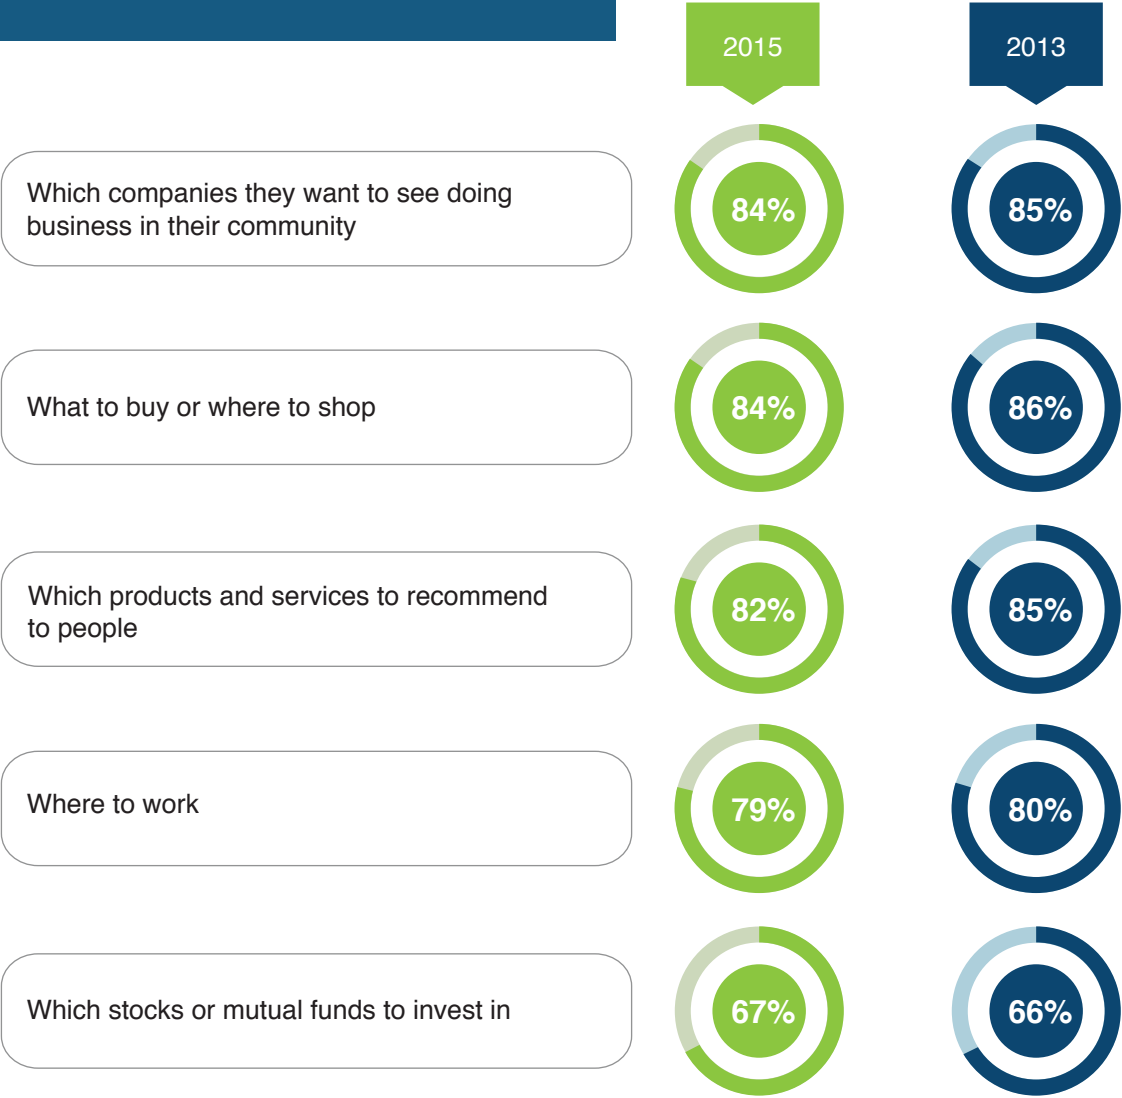 2015
2013
Which companies they want to see doing
business in their community
84%
85%
What to buy or where to shop
84%
86%
Which products and services to recommend
to people
82%
85%
Where to work
79%
80%
Which stocks or mutual funds to invest in
67%
66%